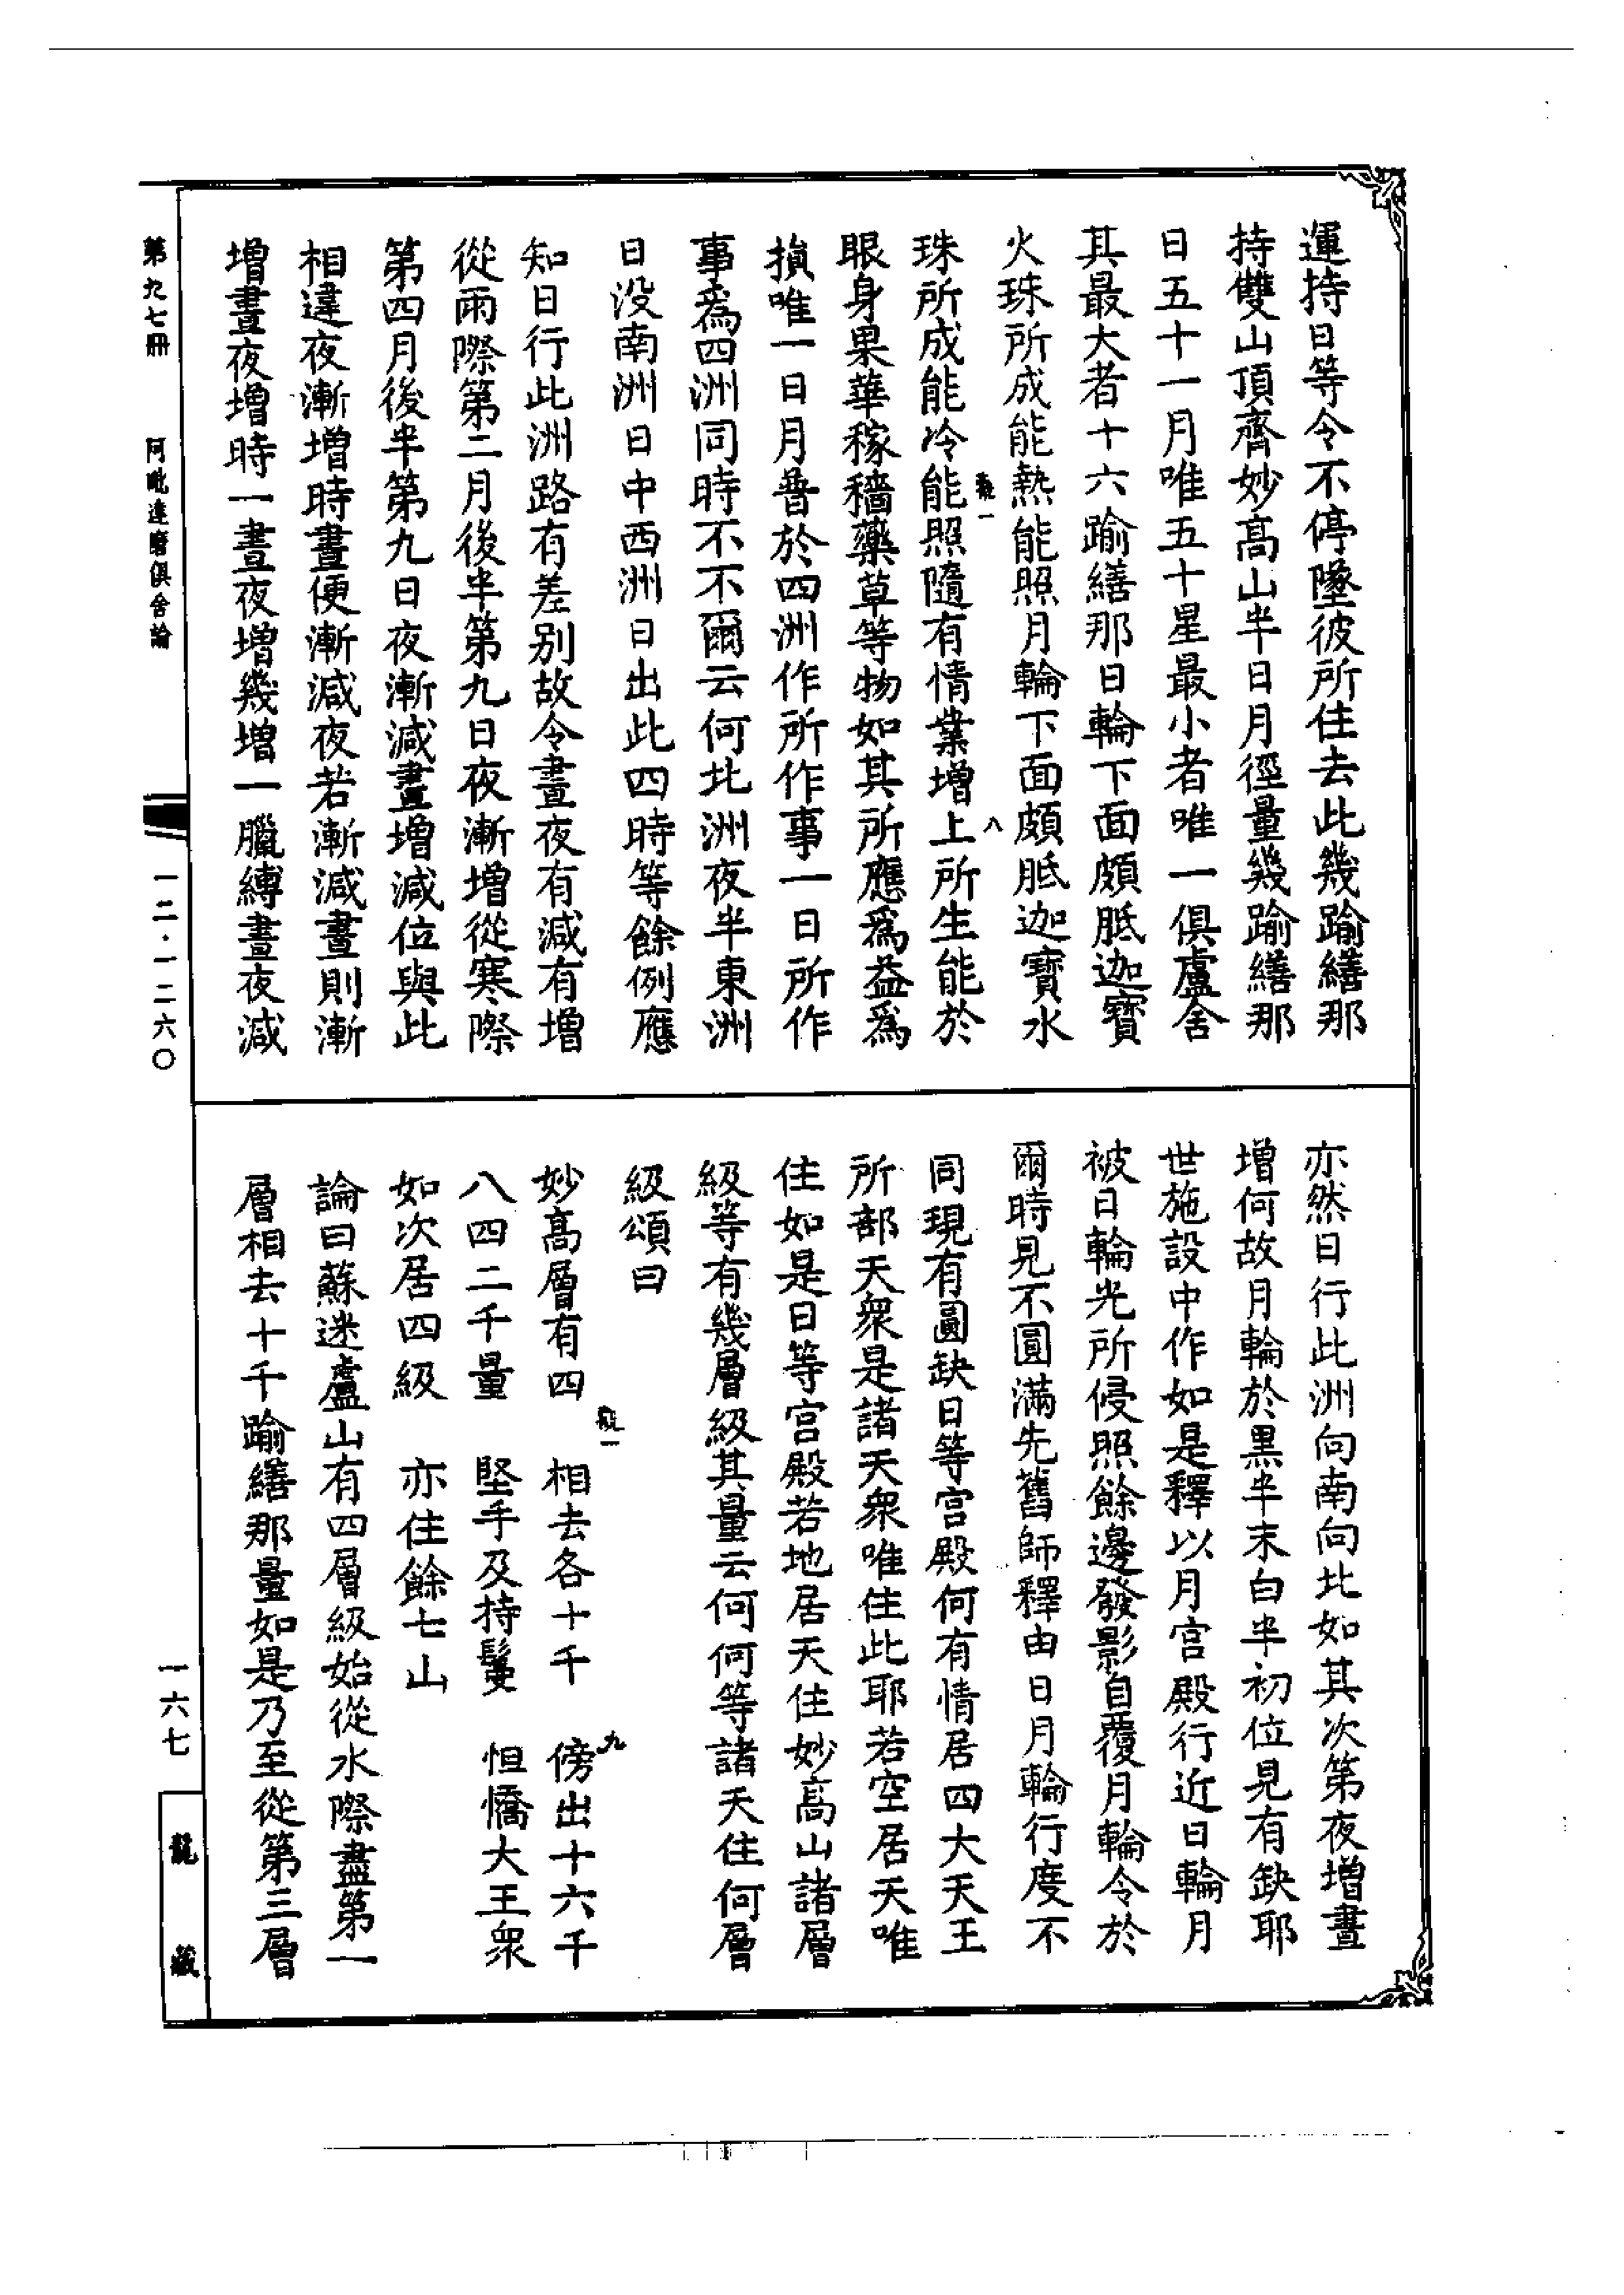 運持日等令不停墜彼所住去此幾踰繕那
持雙山頂齊妙高山半日月徑量幾踰繕那
日五十一月唯五十星最小者唯一俱盧舍
其最大者十六踰繕那日輪下面頗胝迦寶
火珠所成能熱能照月輪下面頗胝迦寶水
珠所成能冷能照隨有情業增上所生能於
眼身果華稼穡藥草等物如其所應爲益爲
損唯一日月普於四洲作所作事一日所作
事爲四洲同時不不爾云何北洲夜半東洲
日没南洲日中西洲日出此四時等餘例應
知日行此洲路有差别故令晝夜有減有增
從雨際第二月後半第九日夜漸增從寒際
第四月後半第九日夜漸減晝增減位與此
相違夜漸增時晝便漸減夜若漸減晝則漸
增晝夜增時一晝夜增幾增一臘縛晝夜減
亦然日行此洲向南向北如其次第夜增晝
增何故月輪於黑半末白半初位見有缺耶
世施設中作如是釋以月宮殿行近日輪月
被日輪光所侵照餘邊發影自覆月輪令於
爾時見不圓滿先舊師釋由日月輪行度不
同現有圓缺日等宮殿何有情居四大天王
所部天衆是諸天衆唯住此耶若空居天唯
住如是日等宮殿若地居天住妙高山諸層
級等有幾層級其量云何何等諸天住何層
級頌曰
妙高層有四　相去各十千　傍出十六千
八四二千量　堅手及持鬘　恒憍大王衆
如次居四級　亦住餘七山
論曰蘇迷盧山有四層級始從水際盡第一
層相去十千踰繕那量如是乃至從第三層
第九七冊　阿毗達磨俱舍論
一二·一二六〇
一六七
龍藏
一
八
一
九